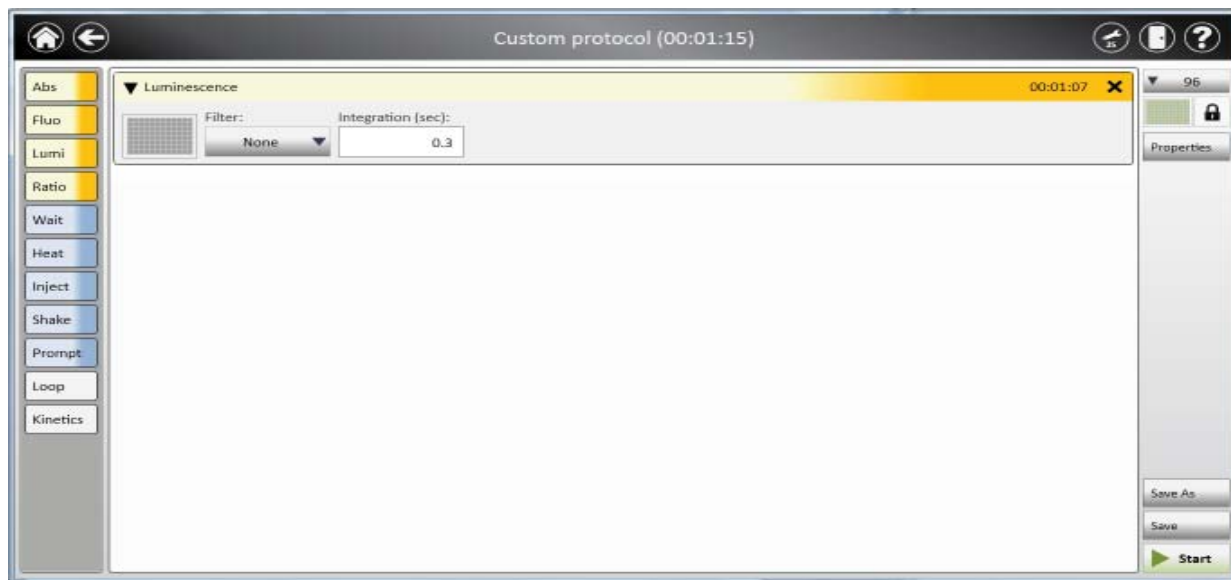 Custom protocol (00:01:15)
Abs
Fluo
Lumi
Ratio
Wait
Heat
Inject
Shake
Prompt
Loop
Kinetics
Luminescence 00:01:07
Filter: Integration (sec):
None 0.3
96
Properties
Save As
Save
Start